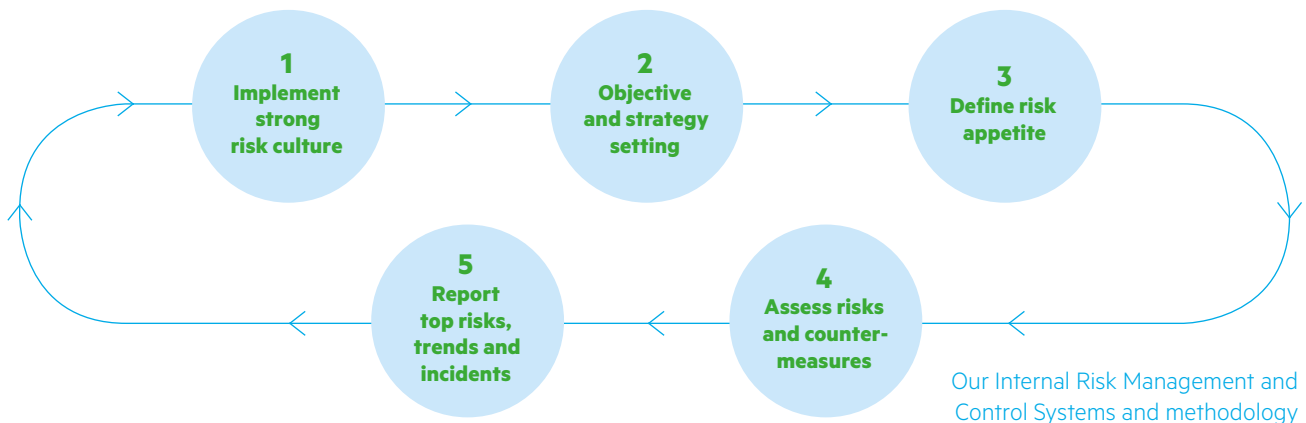 1
Implement
strong
risk culture
2
Objective
and strategy
setting
3
Define risk
appetite
4
Assess risks
and counter-
measures
5
Report
top risks,
trends and
incidents
Our Internal Risk Management and
Control Systems and methodology